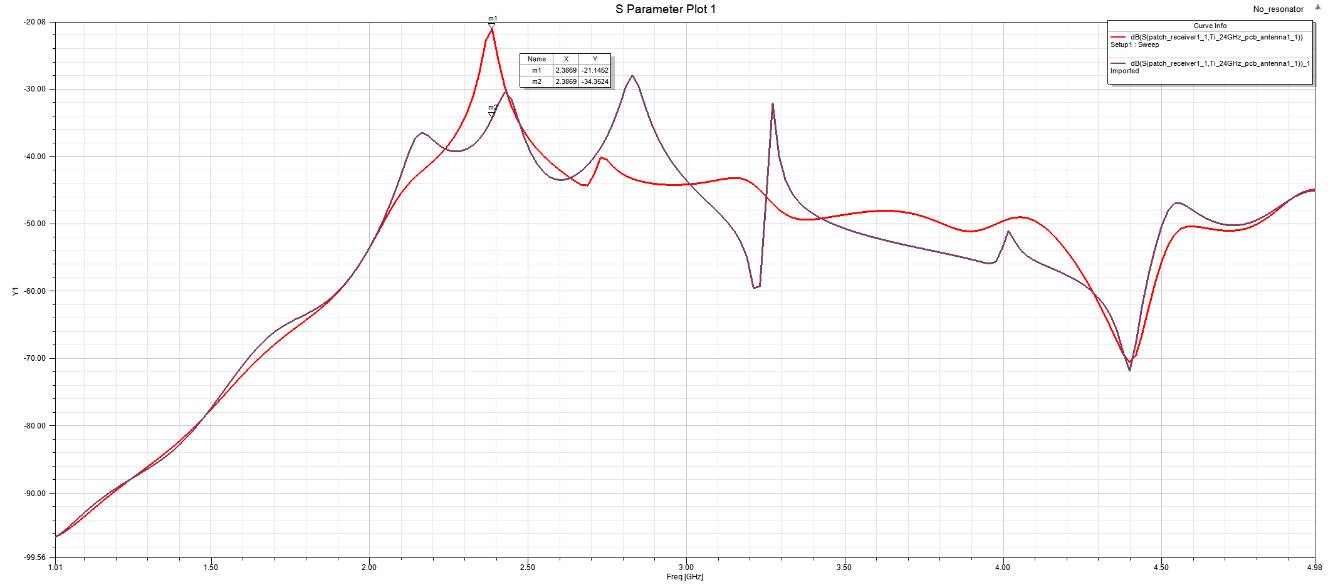 S Parameter Plot 1
No_resonator
Curve Info
dB(S(patch_receiver1_1,Ti_24GHz_pcb_antenna1_1))
Setup1 : Sweep
dB(S(patch_receiver1_1,Ti_24GHz_pcb_antenna1_1))_1
Imported
m1
Name X Y
m1 2.3869 -21.1452
m2 2.3869 -34.3524
m2
-20.08
-30.00
-40.00
-50.00
-60.00
-70.00
-80.00
-90.00
-99.56
Y1
1.01 1.50 2.00 2.50 3.00 3.50 4.00 4.50 4.98
Freq [GHz]